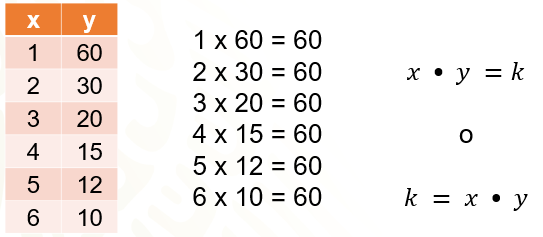 x y
1 60
2 30
3 20
4 15
5 12
6 10
1 x 60 = 60
2 x 30 = 60
3 x 20 = 60
4 x 15 = 60
5 x 12 = 60
6 x 10 = 60
x • y = k
o
k = x • y